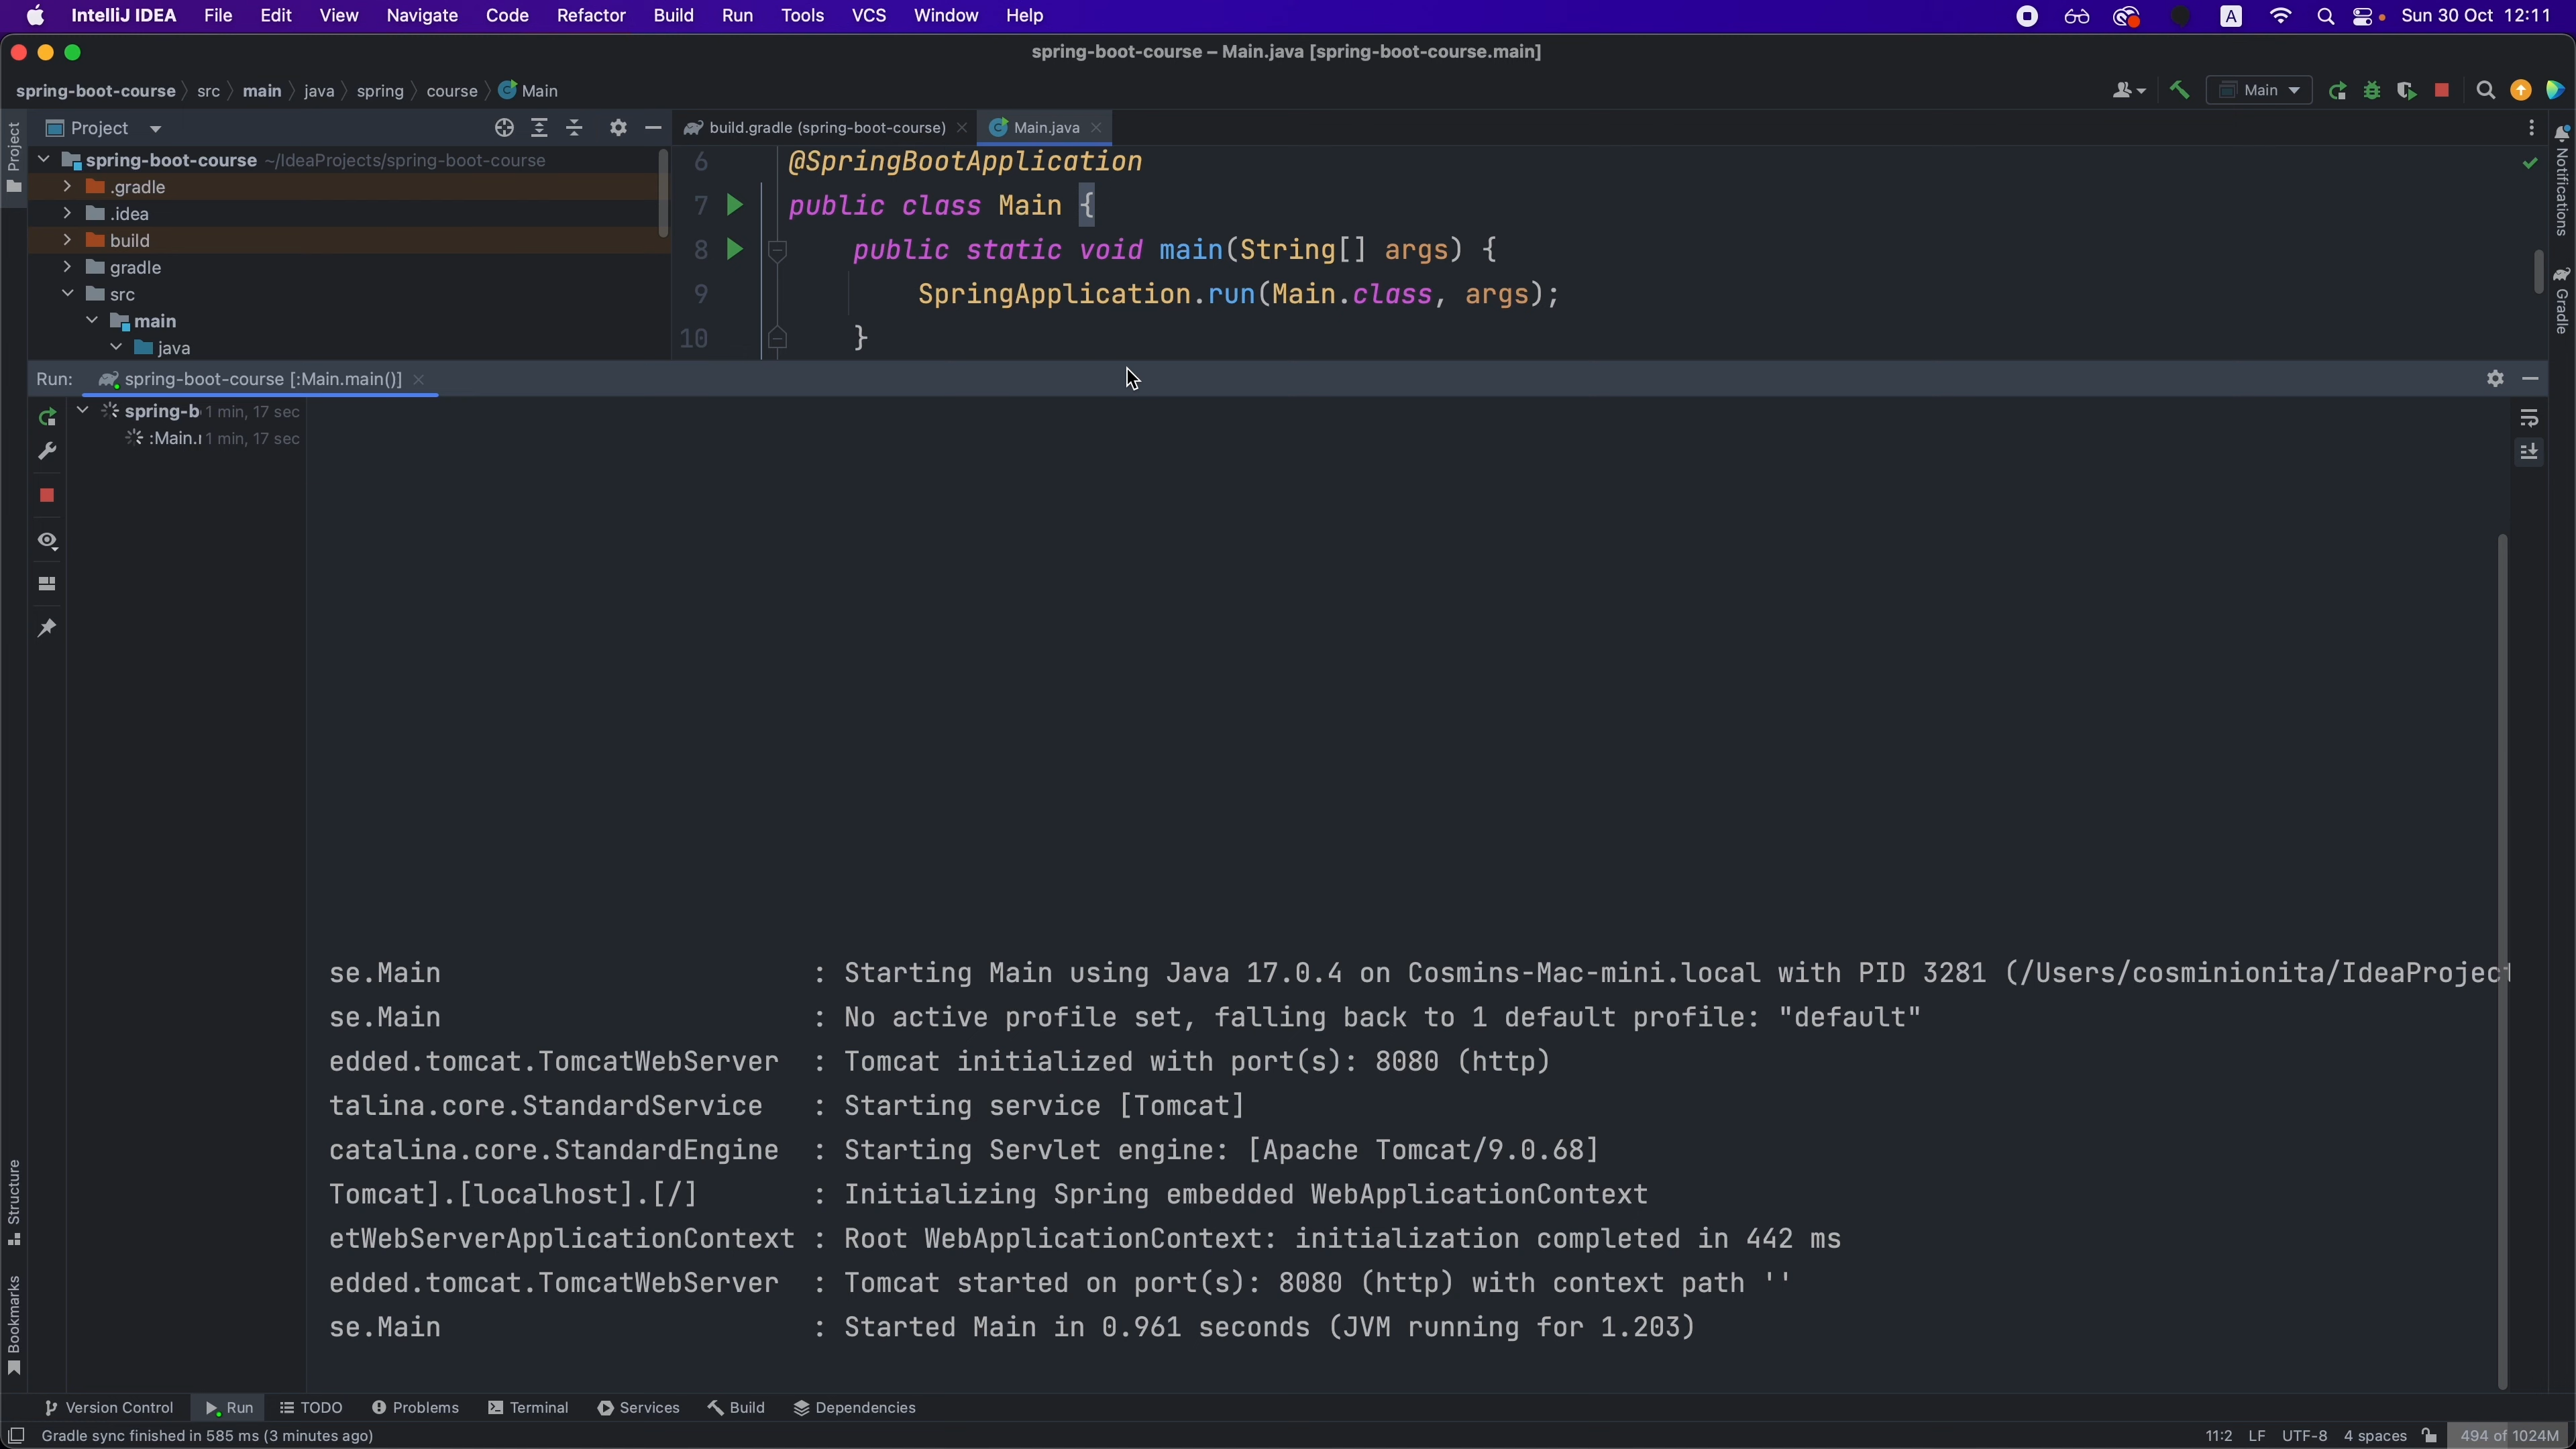 IntelliJ IDEA File Edit View Navigate Code Refactor Build Run Tools VCS Window Help A Sun 30 Oct 12:11
spring-boot-course – Main.java [spring-boot-course.main]
spring-boot-course src main java spring course Main Main
Project
build.gradle (spring-boot-course) Main.java
Project
Notifications
Gradle
spring-boot-course ~/IdeaProjects/spring-boot-course
.gradle
.idea
build
gradle
src
main
java
6 @SpringBootApplication
7 public class Main {
8 public static void main(String[] args) {
9 SpringApplication.run(Main.class, args);
10 }
Run: spring-boot-course [:Main.main()]
spring-b 1 min, 17 sec
:Main.ı 1 min, 17 sec
se.Main : Starting Main using Java 17.0.4 on Cosmins-Mac-mini.local with PID 3281 (/Users/cosminionita/IdeaProject
se.Main : No active profile set, falling back to 1 default profile: "default"
edded.tomcat.TomcatWebServer : Tomcat initialized with port(s): 8080 (http)
talina.core.StandardService : Starting service [Tomcat]
catalina.core.StandardEngine : Starting Servlet engine: [Apache Tomcat/9.0.68]
Tomcat].[localhost].[/] : Initializing Spring embedded WebApplicationContext
etWebServerApplicationContext : Root WebApplicationContext: initialization completed in 442 ms
edded.tomcat.TomcatWebServer : Tomcat started on port(s): 8080 (http) with context path ''
se.Main : Started Main in 0.961 seconds (JVM running for 1.203)
Structure
Bookmarks
Version Control Run TODO Problems Terminal Services Build Dependencies
Gradle sync finished in 585 ms (3 minutes ago) 11:2 LF UTF-8 4 spaces 494 of 1024M